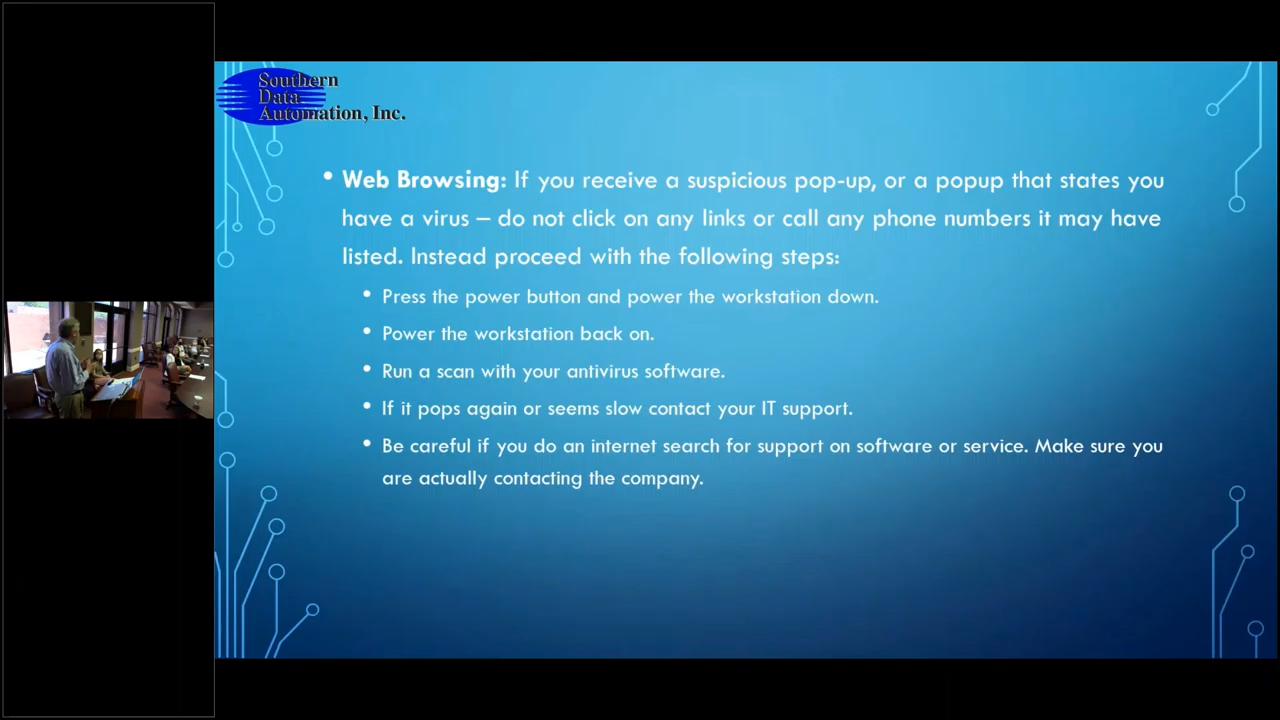 Southern
Data
Automation, Inc.
• Web Browsing: If you receive a suspicious pop-up, or a popup that states you
have a virus – do not click on any links or call any phone numbers it may have
listed. Instead proceed with the following steps:
• Press the power button and power the workstation down.
• Power the workstation back on.
• Run a scan with your antivirus software.
• If it pops again or seems slow contact your IT support.
• Be careful if you do an internet search for support on software or service. Make sure you
are actually contacting the company.